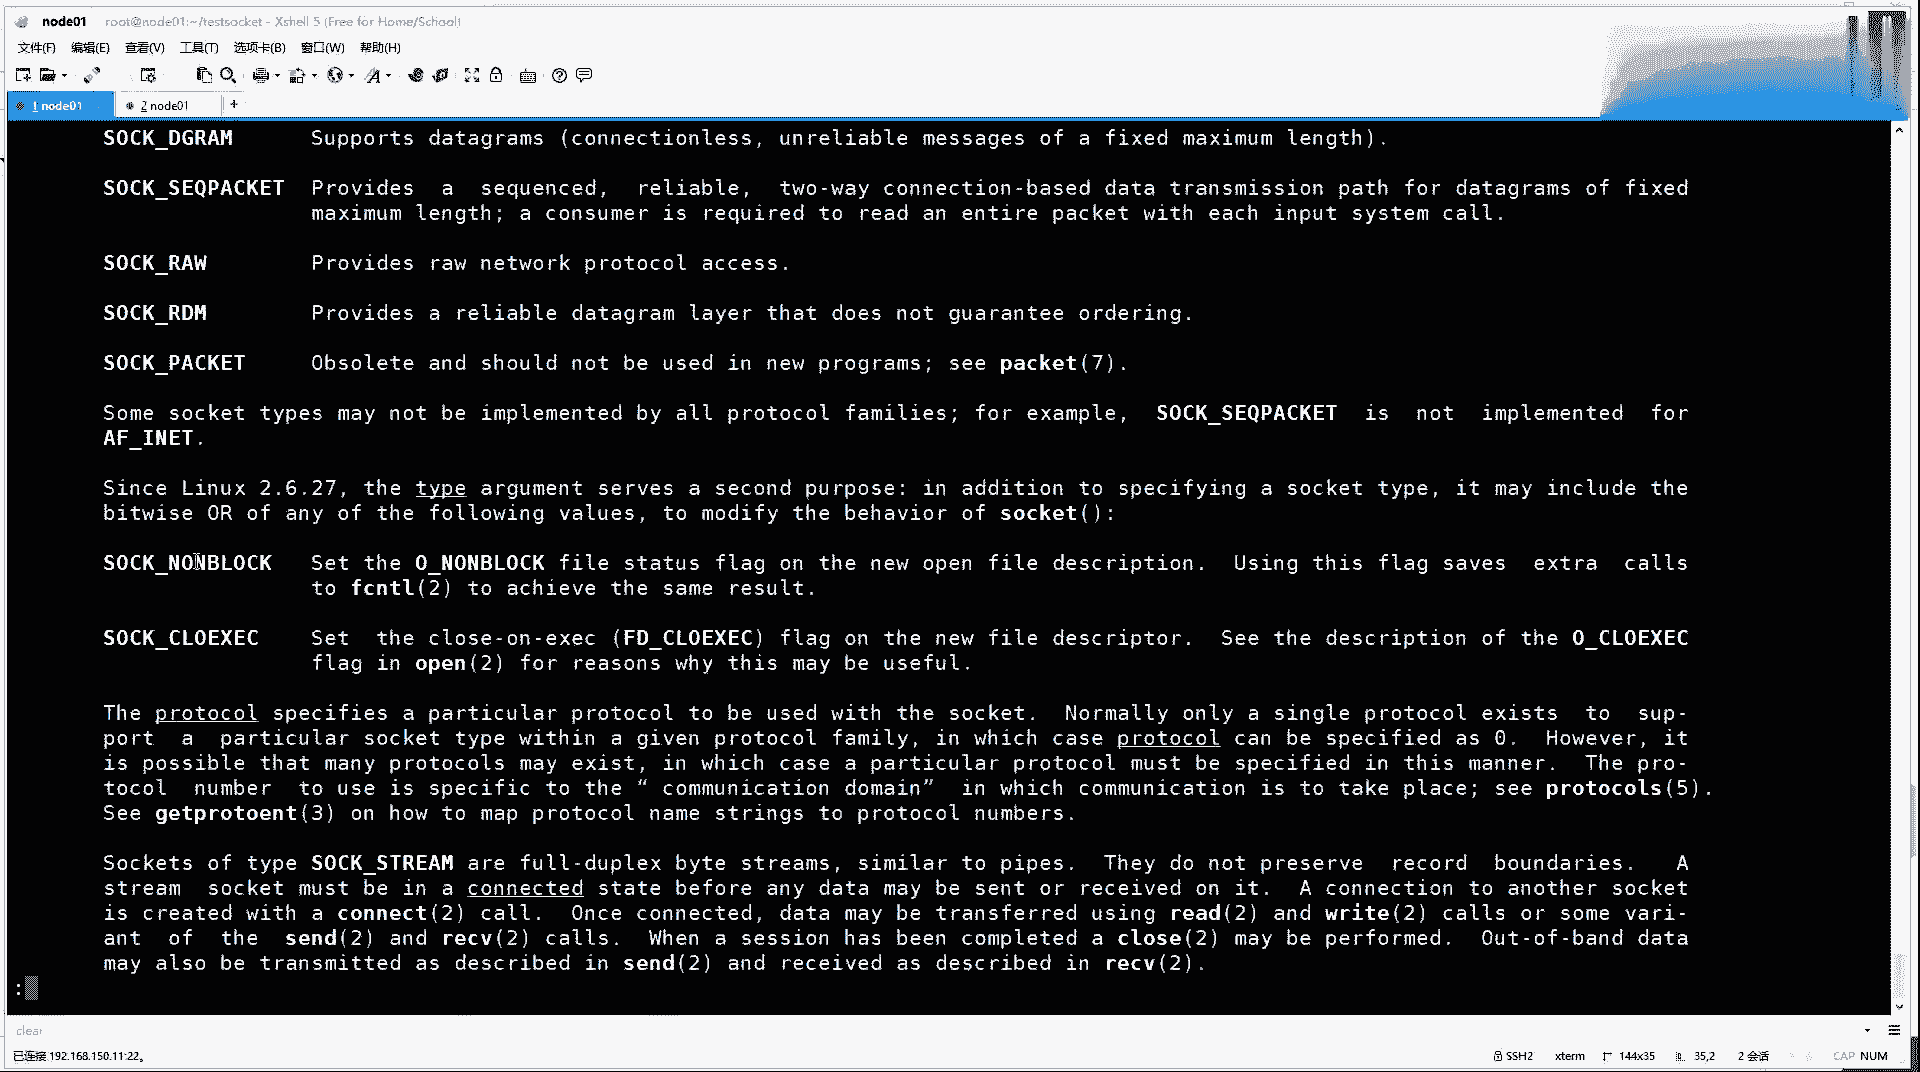 node01 root@node01:~/testsocket - Xshell 5 (Free for Home/School)
文件(F) 编辑(E) 查看(V) 工具(T) 选项卡(B) 窗口(W) 帮助(H)
1 node01 2 node01 +
SOCK_DGRAM Supports datagrams (connectionless, unreliable messages of a fixed maximum length).
SOCK_SEQPACKET Provides a sequenced, reliable, two-way connection-based data transmission path for datagrams of fixed
maximum length; a consumer is required to read an entire packet with each input system call.
SOCK_RAW Provides raw network protocol access.
SOCK_RDM Provides a reliable datagram layer that does not guarantee ordering.
SOCK_PACKET Obsolete and should not be used in new programs; see packet(7).
Some socket types may not be implemented by all protocol families; for example, SOCK_SEQPACKET is not implemented for
AF_INET.
Since Linux 2.6.27, the type argument serves a second purpose: in addition to specifying a socket type, it may include the
bitwise OR of any of the following values, to modify the behavior of socket():
SOCK_NONBLOCK Set the O_NONBLOCK file status flag on the new open file description. Using this flag saves extra calls
to fcntl(2) to achieve the same result.
SOCK_CLOEXEC Set the close-on-exec (FD_CLOEXEC) flag on the new file descriptor. See the description of the O_CLOEXEC
flag in open(2) for reasons why this may be useful.
The protocol specifies a particular protocol to be used with the socket. Normally only a single protocol exists to sup-
port a particular socket type within a given protocol family, in which case protocol can be specified as 0. However, it
is possible that many protocols may exist, in which case a particular protocol must be specified in this manner. The pro-
tocol number to use is specific to the “ communication domain” in which communication is to take place; see protocols(5).
See getprotoent(3) on how to map protocol name strings to protocol numbers.
Sockets of type SOCK_STREAM are full-duplex byte streams, similar to pipes. They do not preserve record boundaries. A
stream socket must be in a connected state before any data may be sent or received on it. A connection to another socket
is created with a connect(2) call. Once connected, data may be transferred using read(2) and write(2) calls or some vari-
ant of the send(2) and recv(2) calls. When a session has been completed a close(2) may be performed. Out-of-band data
may also be transmitted as described in send(2) and received as described in recv(2).
:
clear
已连接 192.168.150.11:22。 SSH2 xterm 144x35 35,2 2 会话 CAP NUM